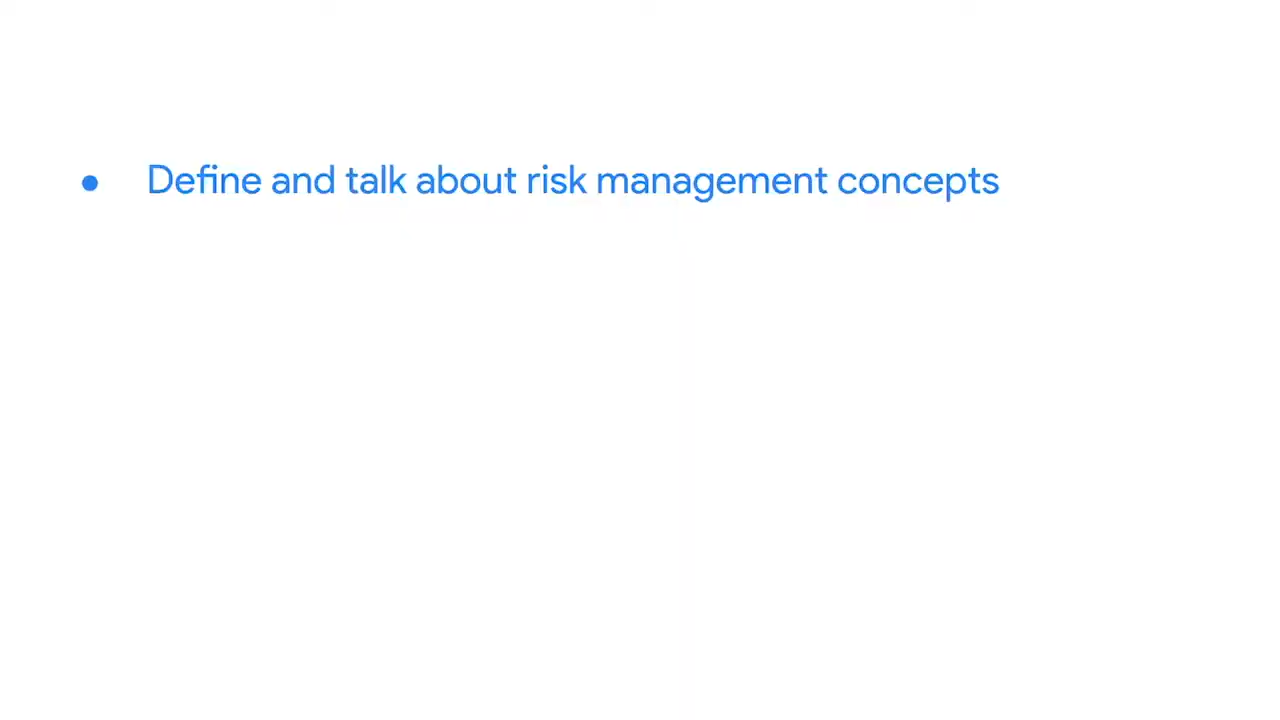 ● Define and talk about risk management concepts